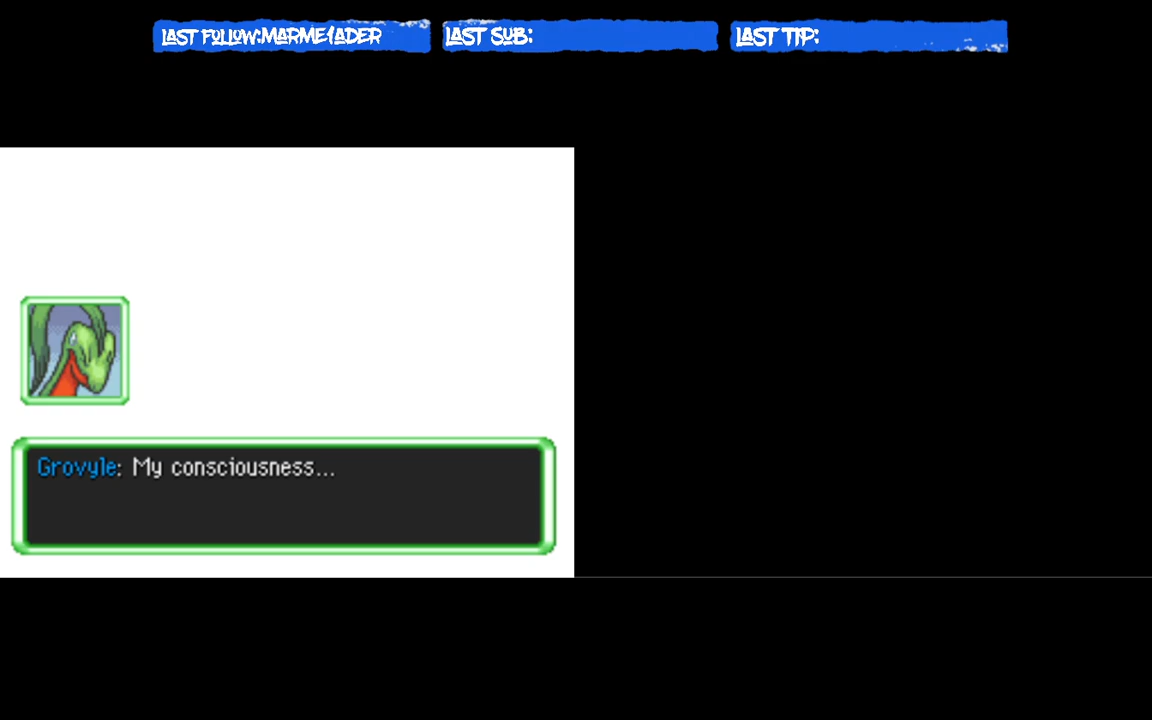 LAST FOLLOW:MARME1ADER
LAST SUB:
LAST TIP:
Grovyle: My consciousness...